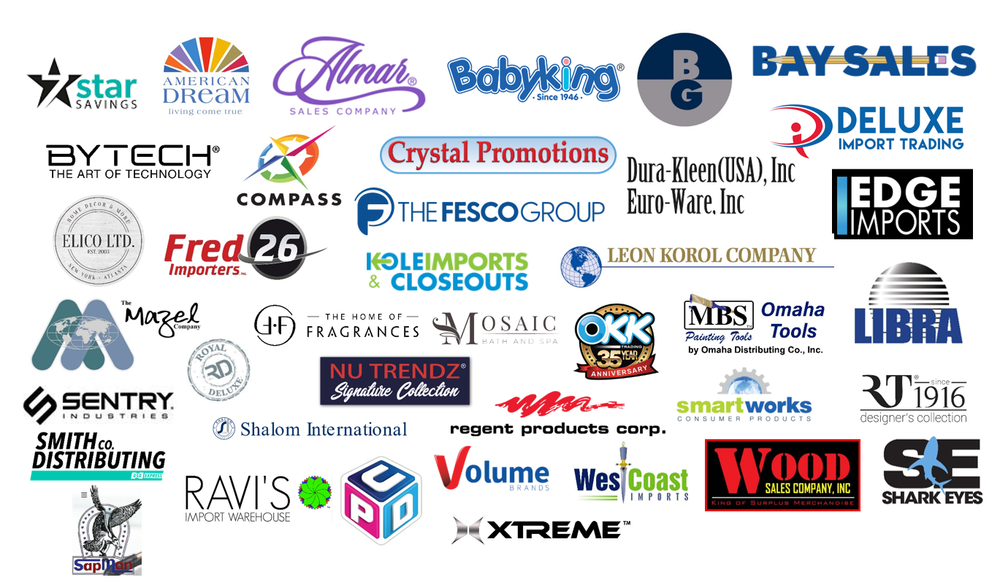 star
SAVINGS
AMERICAN
DREAM
living come true
Almar®
SALES COMPANY
Babyking®
· Since 1946 ·
B
G
BAY SALES
BYTECH®
THE ART OF TECHNOLOGY
COMPASS
Crystal Promotions
Dura-Kleen(USA), Inc
Euro-Ware, Inc
DELUXE
IMPORT TRADING
EDGE
IMPORTS
HOME DECOR & MORE
ELICO LTD.
EST. 2003
NEW YORK · ATLANTA
Fred 26
Importers INC.
F THE FESCO GROUP
KOLE IMPORTS
& CLOSEOUTS
LEON KOROL COMPANY
LIBRA
The
Mazel
Company
H·F
— THE HOME OF —
FRAGRANCES
MOSAIC
BATH AND SPA
OKK
TRADING
35 YEAR
ANNIVERSARY
MBS™
Painting Tools
Omaha
Tools
by Omaha Distributing Co., Inc.
ROYAL
RD
DELUXE
NU TRENDZ®
Signature Collection
SENTRY.
INDUSTRIES
Shalom International
regent products corp.
smartworks
CONSUMER PRODUCTS
RJT® since
1916
designer's collection
SMITH CO.
DISTRIBUTING
DSD EXPRESS
RAVI'S
IMPORT WAREHOUSE
U
P D
Volume
BRANDS
West Coast
IMPORTS
WOOD
SALES COMPANY, INC
KING OF SURPLUS MERCHANDISE
SE
SHARK EYES
SapMan
XTREME™